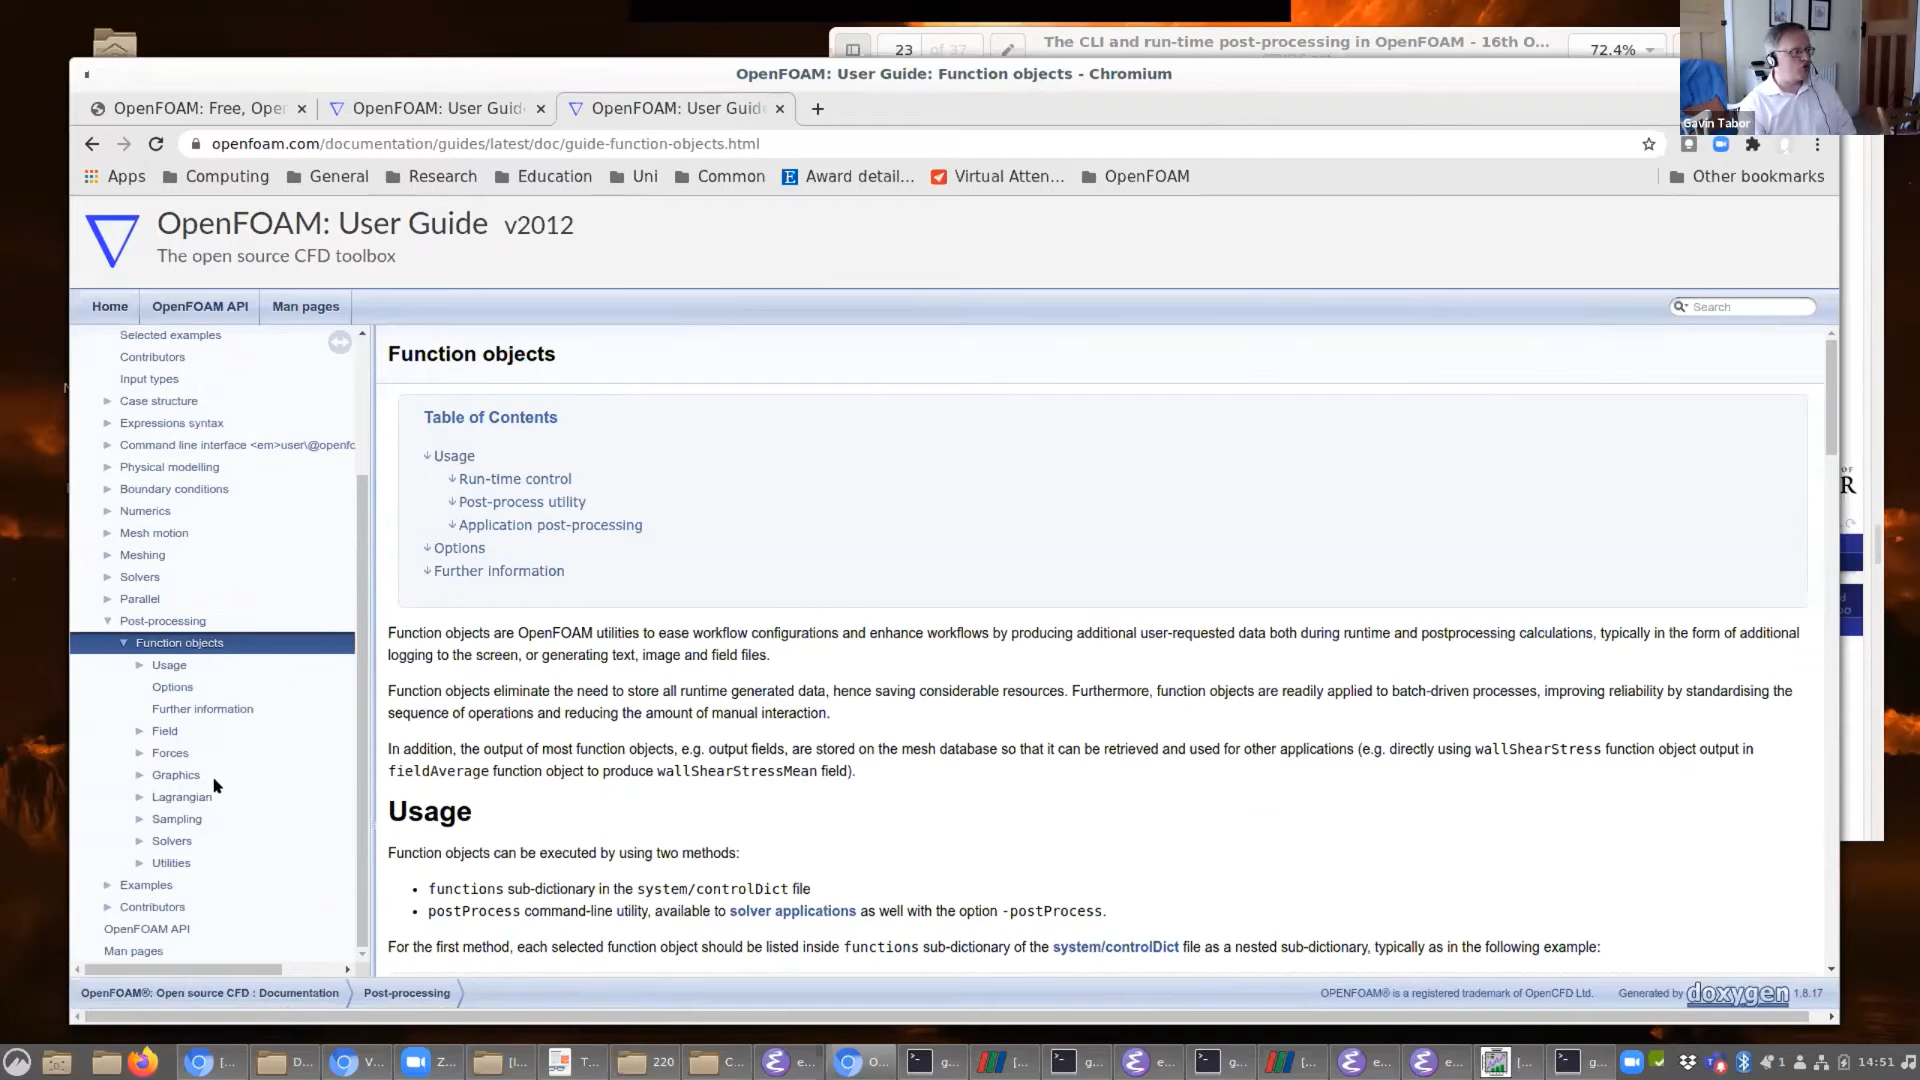 23 of 37
The CLI and run-time post-processing in OpenFOAM - 16th O...
72.4%
OpenFOAM: User Guide: Function objects - Chromium
OpenFOAM: Free, Oper
OpenFOAM: User Guid
OpenFOAM: User Guide
Gavin Tabor
openfoam.com/documentation/guides/latest/doc/guide-function-objects.html
Apps
Computing
General
Research
Education
Uni
Common
Award detail...
Virtual Atten...
OpenFOAM
Other bookmarks
OpenFOAM: User Guide v2012
The open source CFD toolbox
Home
OpenFOAM API
Man pages
Search
Selected examples
Contributors
Input types
Case structure
Expressions syntax
Command line interface <em>user\@openfo
Physical modelling
Boundary conditions
Numerics
Mesh motion
Meshing
Solvers
Parallel
Post-processing
Function objects
Usage
Options
Further information
Field
Forces
Graphics
Lagrangian
Sampling
Solvers
Utilities
Examples
Contributors
OpenFOAM API
Man pages
Function objects
Table of Contents
Usage
Run-time control
Post-process utility
Application post-processing
Options
Further information
Function objects are OpenFOAM utilities to ease workflow configurations and enhance workflows by producing additional user-requested data both during runtime and postprocessing calculations, typically in the form of additional
logging to the screen, or generating text, image and field files.
Function objects eliminate the need to store all runtime generated data, hence saving considerable resources. Furthermore, function objects are readily applied to batch-driven processes, improving reliability by standardising the
sequence of operations and reducing the amount of manual interaction.
In addition, the output of most function objects, e.g. output fields, are stored on the mesh database so that it can be retrieved and used for other applications (e.g. directly using wallShearStress function object output in
fieldAverage function object to produce wallShearStressMean field).
Usage
Function objects can be executed by using two methods:
• functions sub-dictionary in the system/controlDict file
• postProcess command-line utility, available to solver applications as well with the option -postProcess.
For the first method, each selected function object should be listed inside functions sub-dictionary of the system/controlDict file as a nested sub-dictionary, typically as in the following example:
OpenFOAM®: Open source CFD : Documentation
Post-processing
OPENFOAM® is a registered trademark of OpenCFD Ltd.
Generated by doxygen 1.8.17
[...
D...
V...
Z...
[I...
T...
220
C...
e...
O...
g...
[...
g...
e...
g...
[...
e...
e...
[...
g...
1
14:51